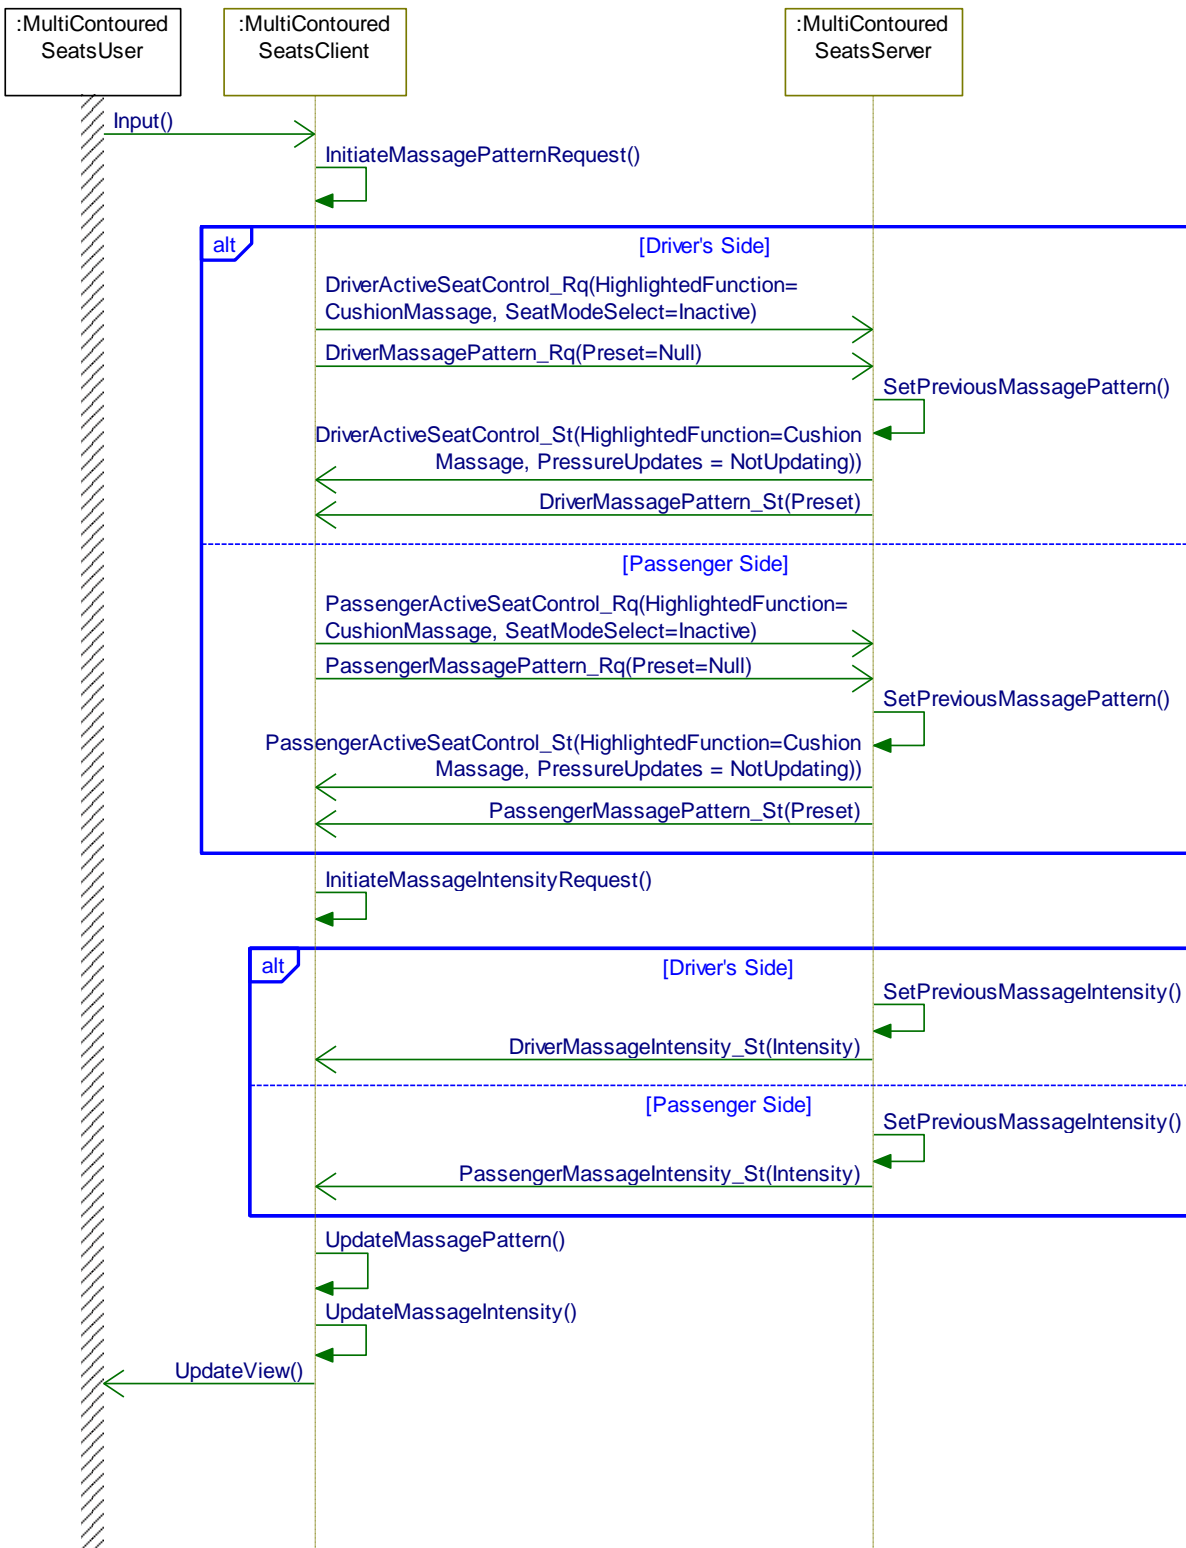 :MultiContoured
SeatsUser
:MultiContoured
SeatsClient
:MultiContoured
SeatsServer
Input()
InitiateMassagePatternRequest()
alt
[Driver's Side]
DriverActiveSeatControl_Rq(HighlightedFunction=
CushionMassage, SeatModeSelect=Inactive)
DriverMassagePattern_Rq(Preset=Null)
SetPreviousMassagePattern()
DriverActiveSeatControl_St(HighlightedFunction=Cushion
Massage, PressureUpdates = NotUpdating))
DriverMassagePattern_St(Preset)
[Passenger Side]
PassengerActiveSeatControl_Rq(HighlightedFunction=
CushionMassage, SeatModeSelect=Inactive)
PassengerMassagePattern_Rq(Preset=Null)
SetPreviousMassagePattern()
PassengerActiveSeatControl_St(HighlightedFunction=Cushion
Massage, PressureUpdates = NotUpdating))
PassengerMassagePattern_St(Preset)
InitiateMassageIntensityRequest()
alt
[Driver's Side]
SetPreviousMassageIntensity()
DriverMassageIntensity_St(Intensity)
[Passenger Side]
SetPreviousMassageIntensity()
PassengerMassageIntensity_St(Intensity)
UpdateMassagePattern()
UpdateMassageIntensity()
UpdateView()